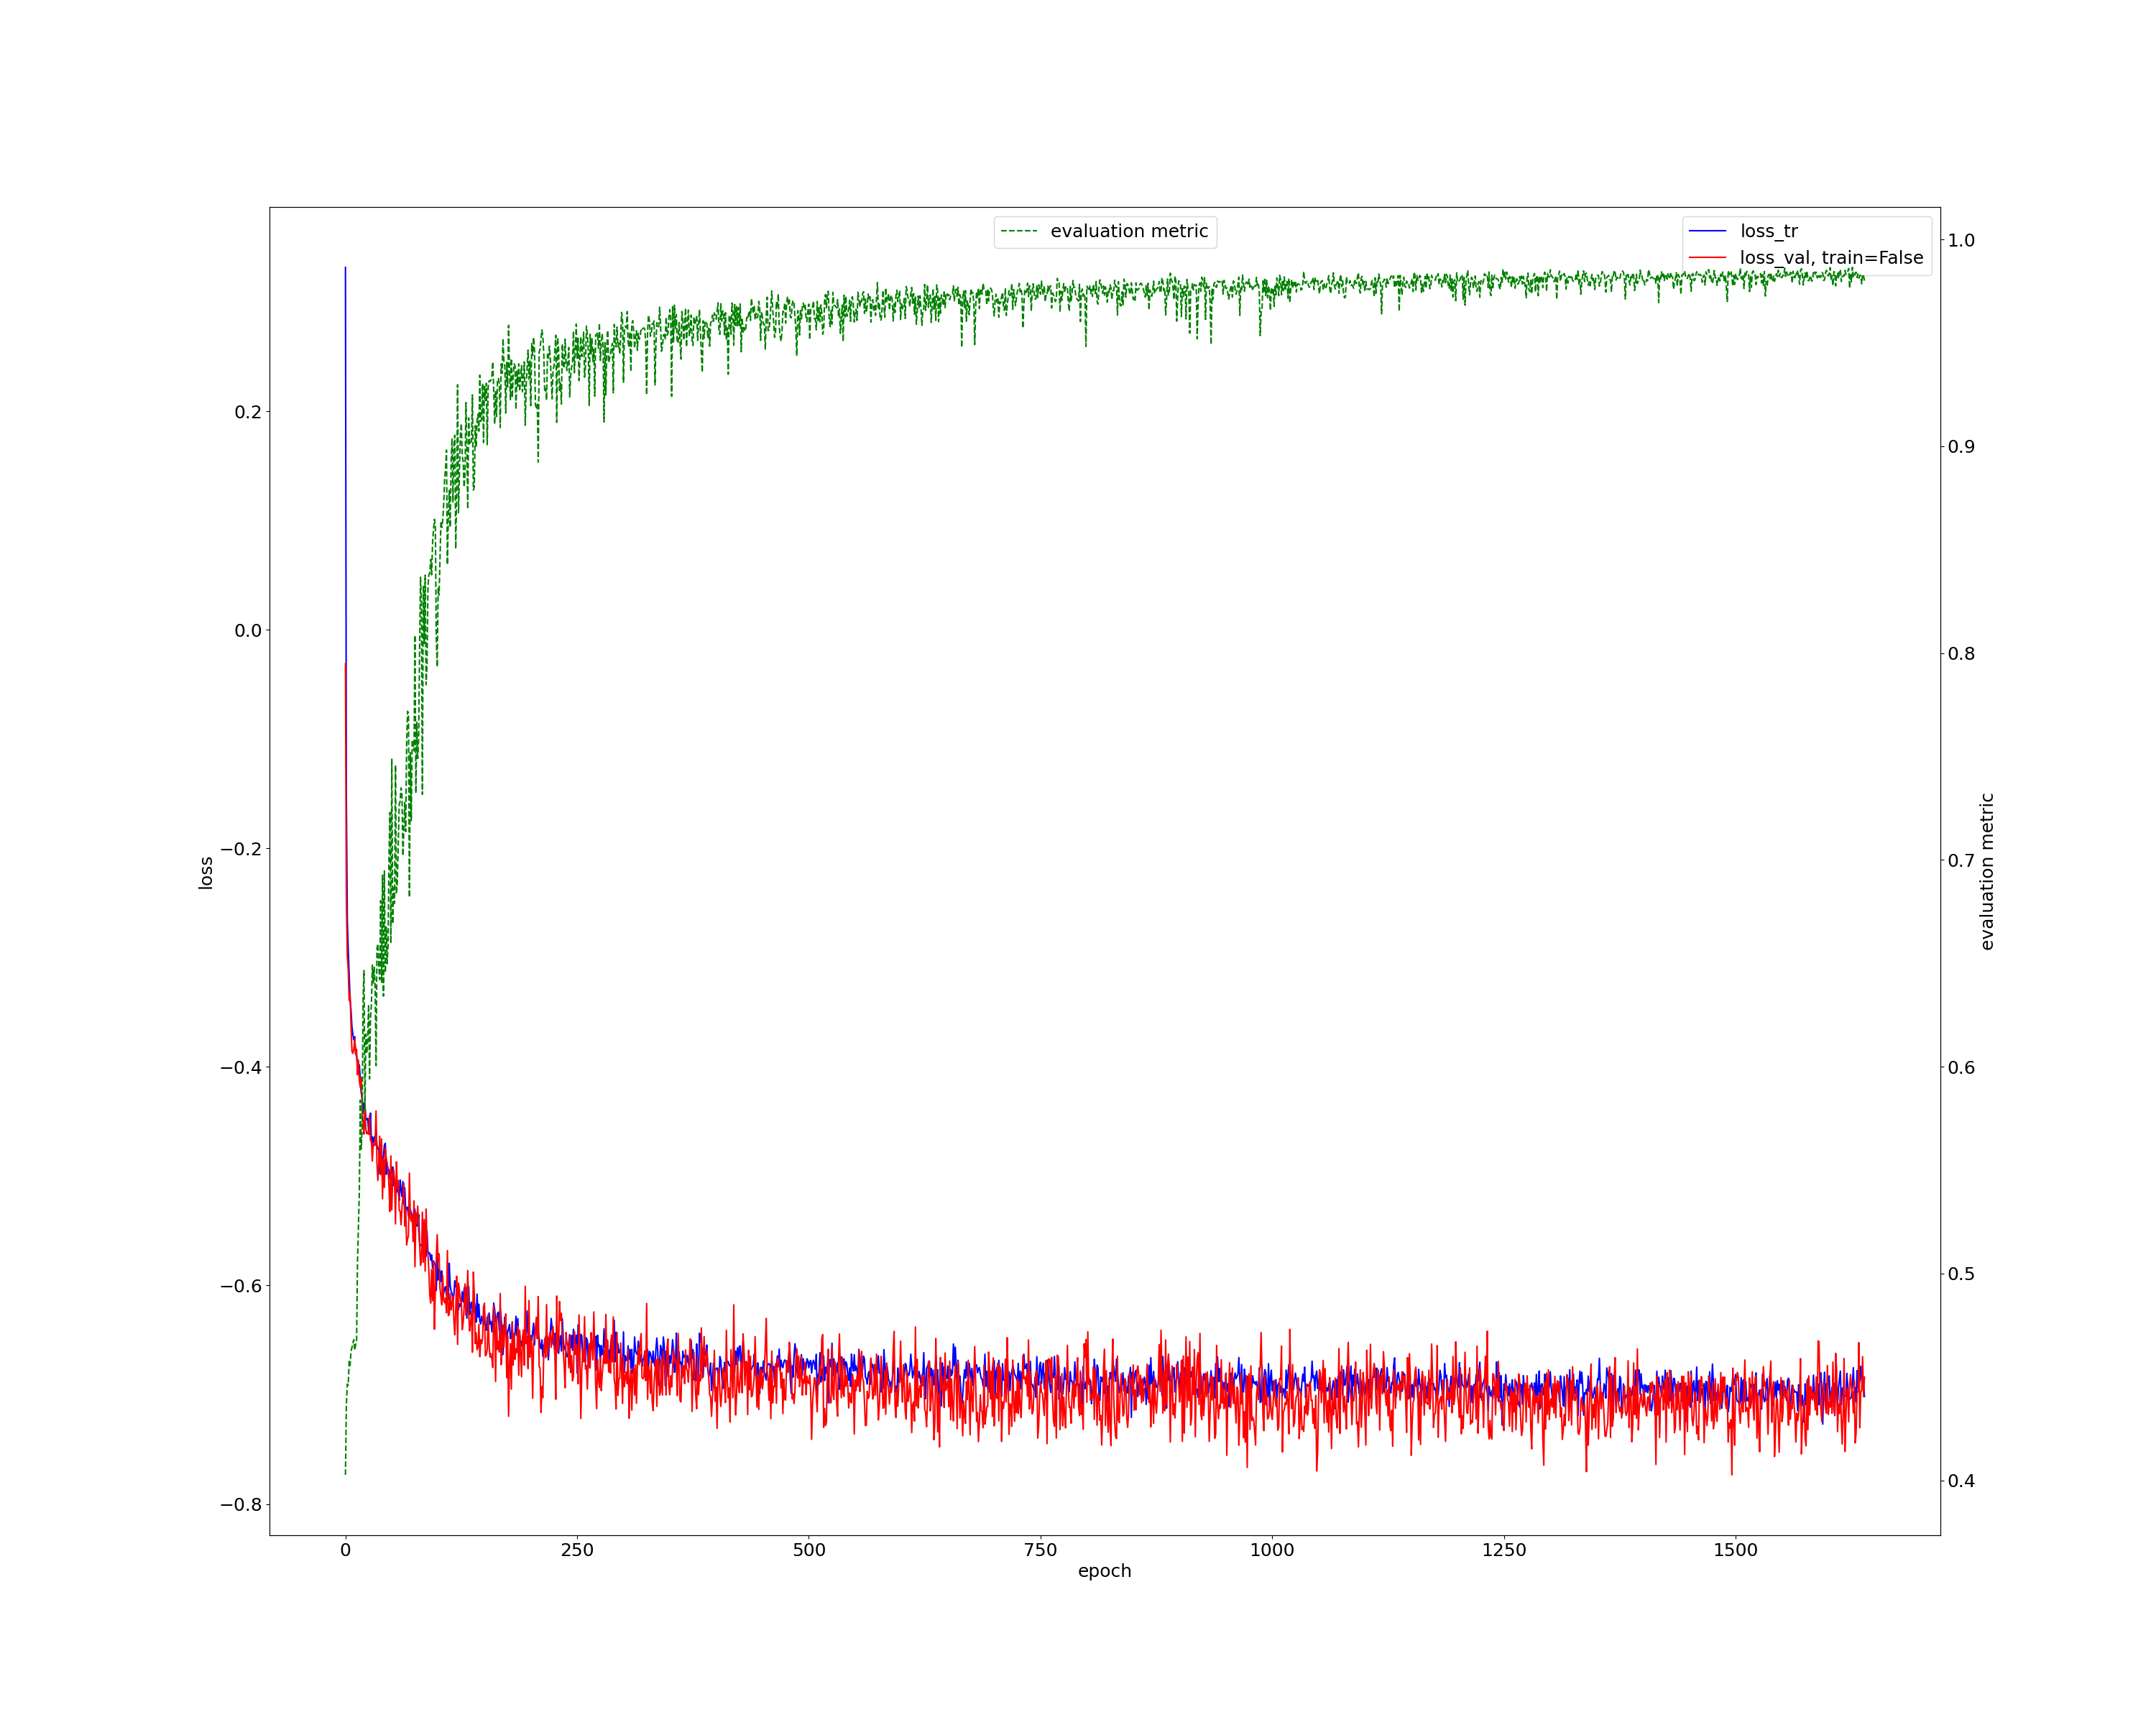 evaluation metric
loss_tr
loss_val, train=False
1.0
0.9
0.8
0.7
0.6
0.5
0.4
evaluation metric
0.2
0.0
−0.2
−0.4
−0.6
−0.8
loss
0 250 500 750 1000 1250 1500
epoch